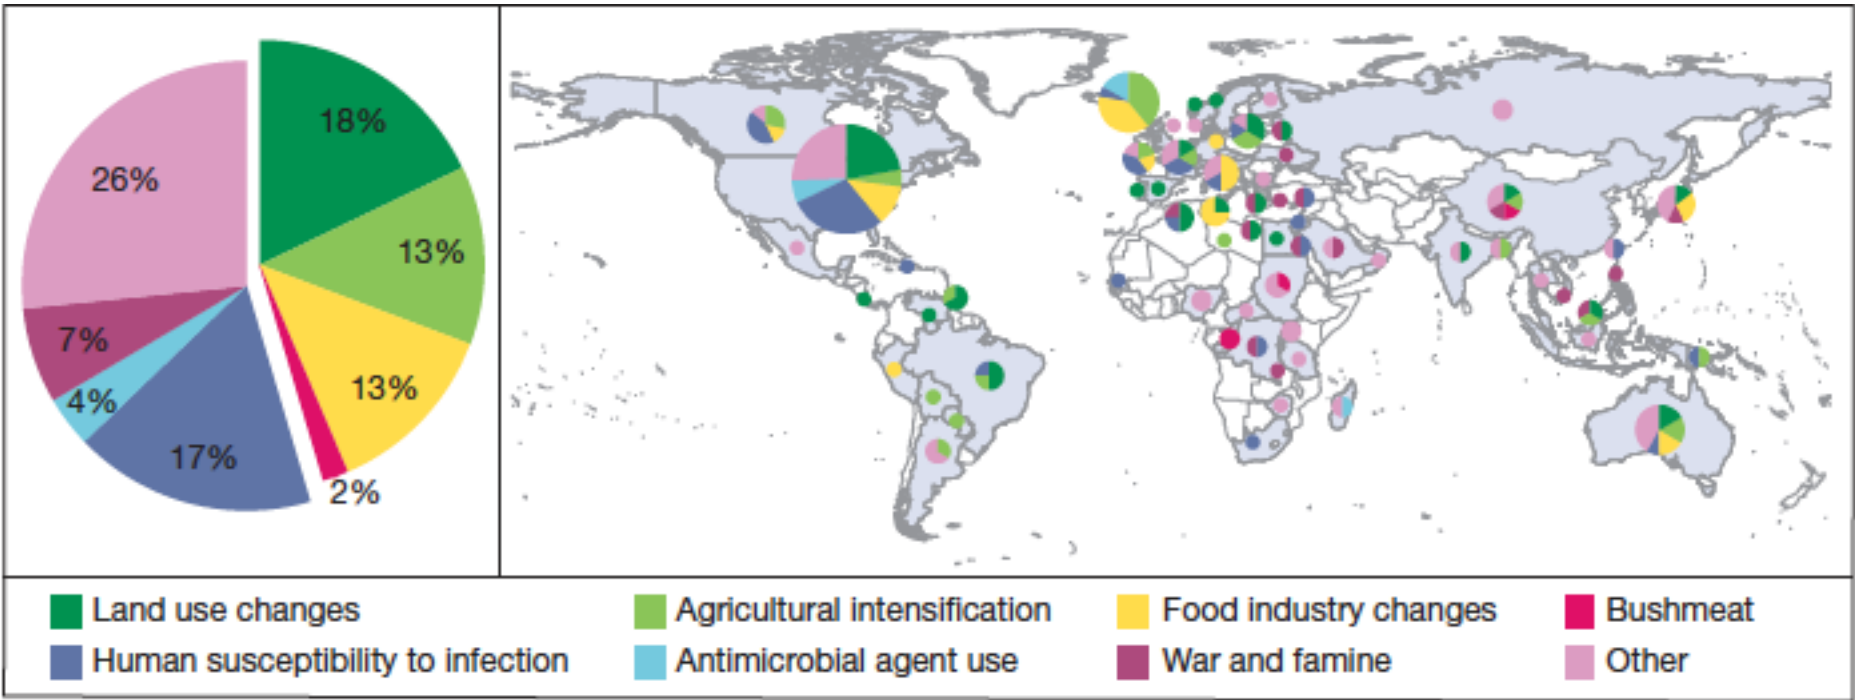 18%
26%
13%
7%
13%
4%
17%
2%
Land use changes
Agricultural intensification
Food industry changes
Bushmeat
Human susceptibility to infection
Antimicrobial agent use
War and famine
Other